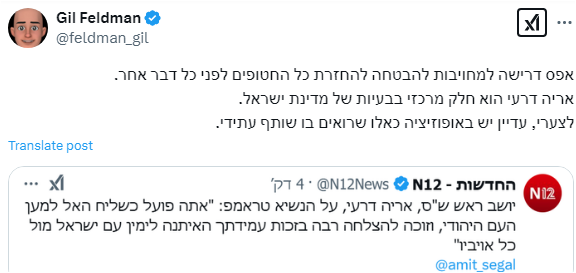 Gil Feldman
@feldman_gil
אפס דרישה למחויבות להבטחה להחזרת כל החטופים לפני כל דבר אחר.
אריה דרעי הוא חלק מרכזי בבעיות של מדינת ישראל.
לצערי, עדיין יש באופוזיציה כאלו שרואים בו שותף עתידי.
Translate post
החדשות - N12 @N12News · 4 דק׳
יושב ראש ש"ס, אריה דרעי, על הנשיא טראמפ: "אתה פועל כשליח האל למען
העם היהודי, וזוכה להצלחה רבה בזכות עמידתך האיתנה לימין עם ישראל מול
כל אויביו"
@amit_segal
N12